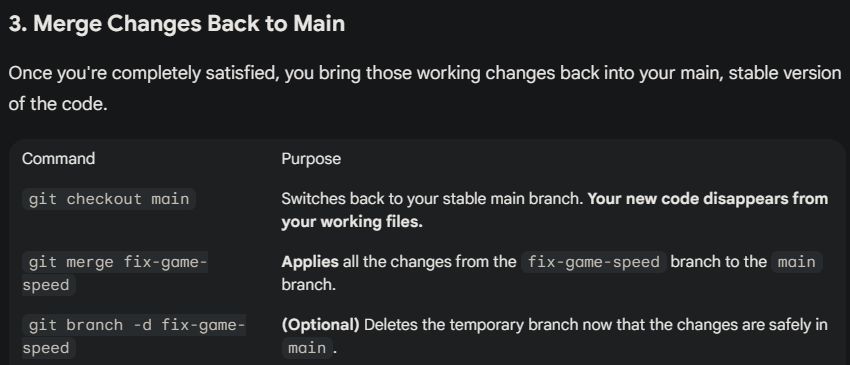 3. Merge Changes Back to Main
Once you're completely satisfied, you bring those working changes back into your main, stable version
of the code.
Command Purpose
git checkout main Switches back to your stable main branch. Your new code disappears from
your working files.
git merge fix-game- Applies all the changes from the fix-game-speed branch to the main
speed branch.
git branch -d fix-game- (Optional) Deletes the temporary branch now that the changes are safely in
speed main .